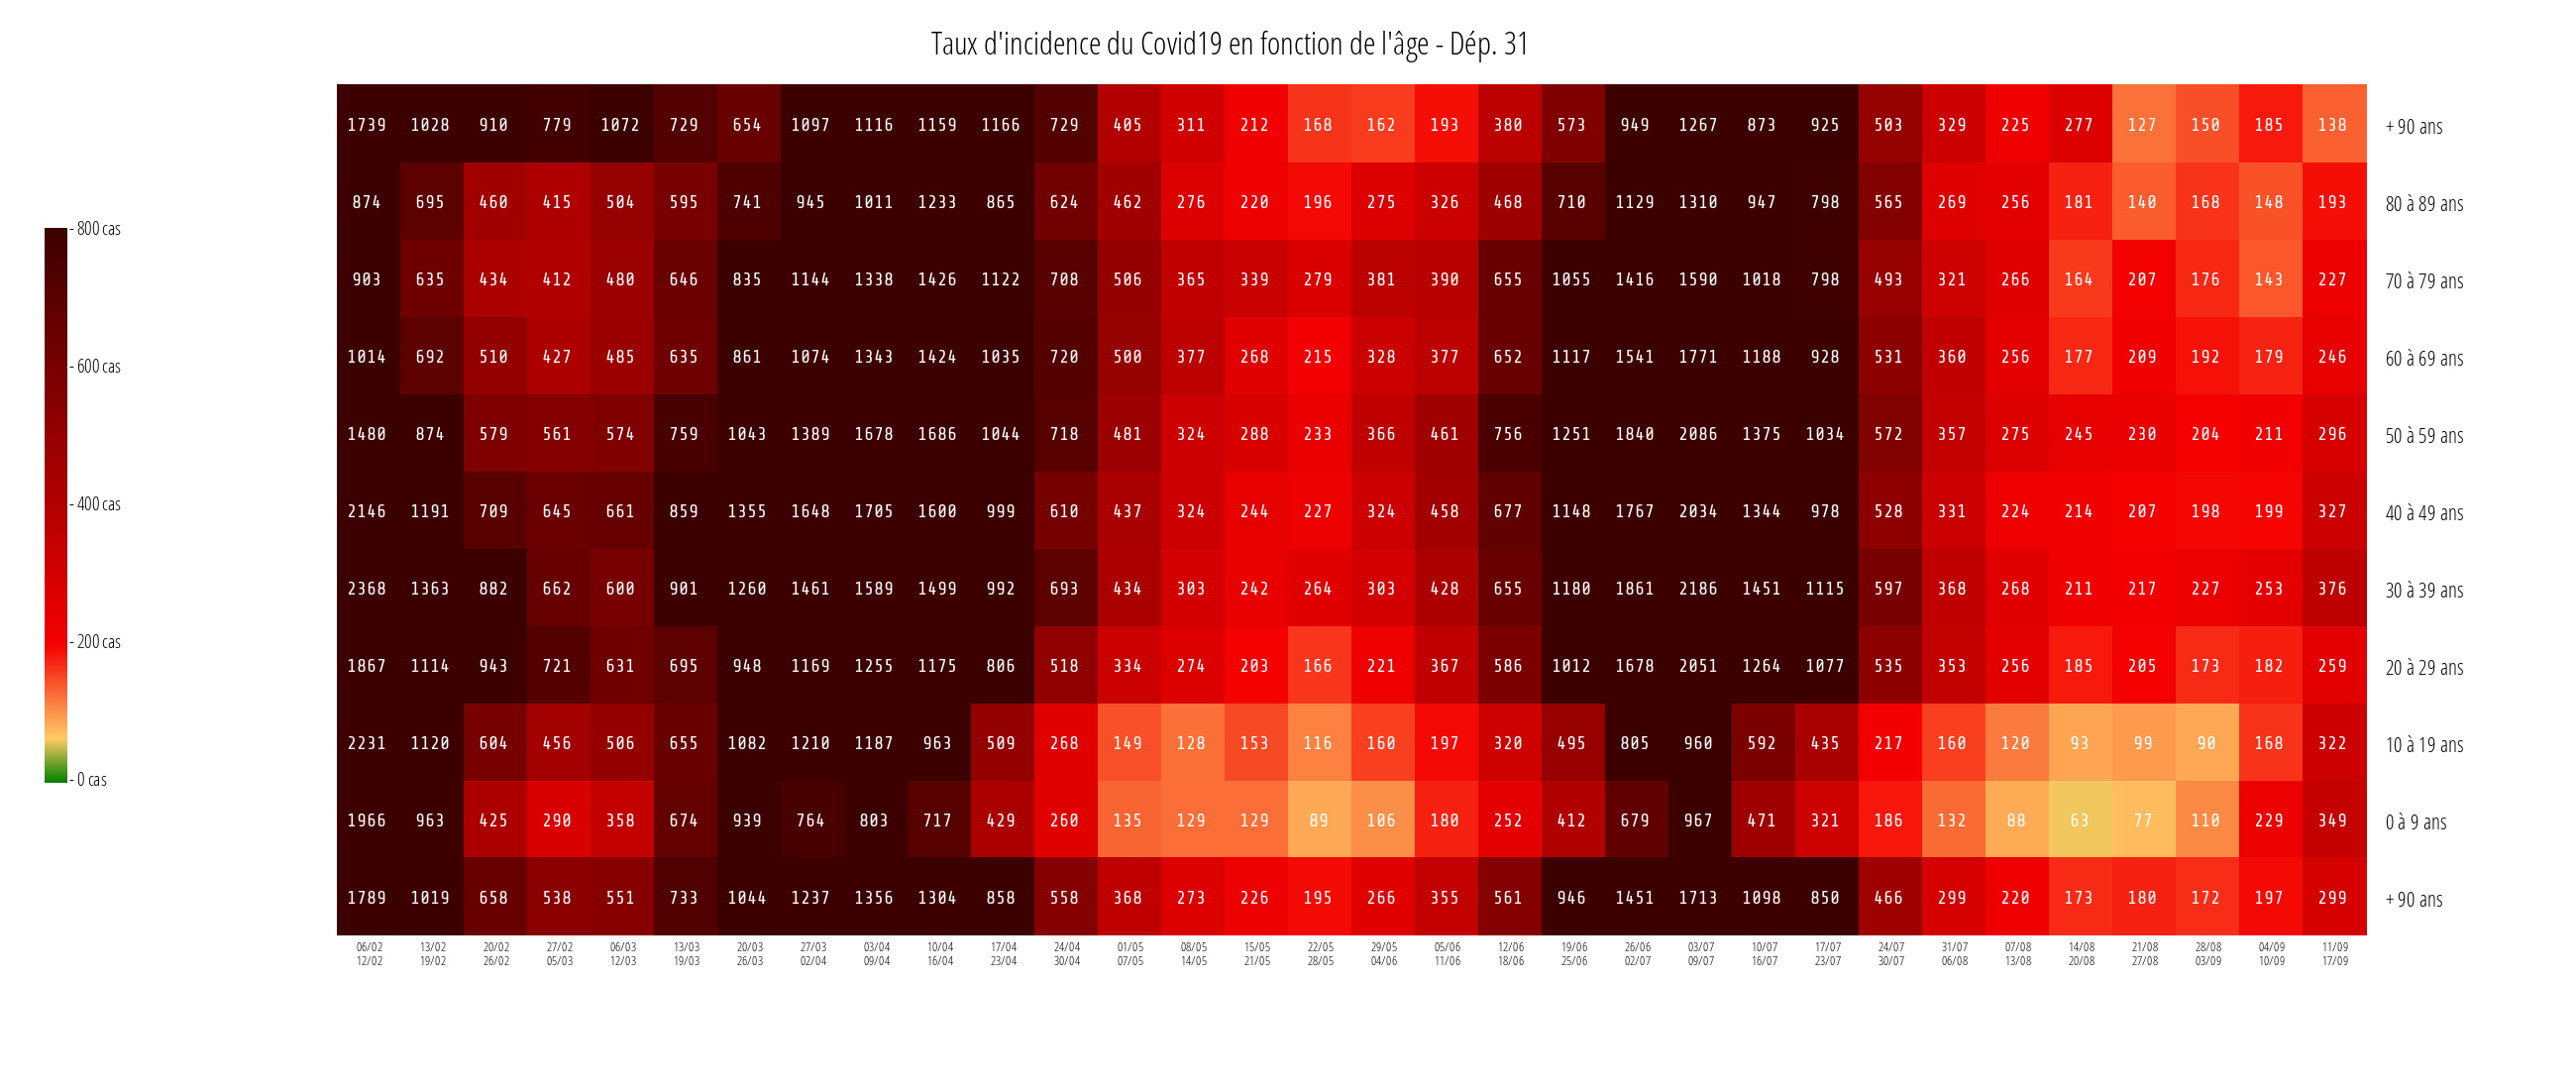 Taux d'incidence du Covid19 en fonction de l'âge - Dép. 31
- 800 cas
- 600 cas
- 400 cas
- 200 cas
- 0 cas
1739 1028 910 779 1072 729 654 1097 1116 1159 1166 729 405 311 212 168 162 193 380 573 949 1267 873 925 503 329 225 277 127 150 185 138 + 90 ans
874 695 460 415 504 595 741 945 1011 1233 865 624 462 276 220 196 275 326 468 710 1129 1310 947 798 565 269 256 181 140 168 148 193 80 à 89 ans
903 635 434 412 480 646 835 1144 1338 1426 1122 708 506 365 339 279 381 390 655 1055 1416 1590 1018 798 493 321 266 164 207 176 143 227 70 à 79 ans
1014 692 510 427 485 635 861 1074 1343 1424 1035 720 500 377 268 215 328 377 652 1117 1541 1771 1188 928 531 360 256 177 209 192 179 246 60 à 69 ans
1480 874 579 561 574 759 1043 1389 1678 1686 1044 718 481 324 288 233 366 461 756 1251 1840 2086 1375 1034 572 357 275 245 230 204 211 296 50 à 59 ans
2146 1191 709 645 661 859 1355 1648 1705 1600 999 610 437 324 244 227 324 458 677 1148 1767 2034 1344 978 528 331 224 214 207 198 199 327 40 à 49 ans
2368 1363 882 662 600 901 1260 1461 1589 1499 992 693 434 303 242 264 303 428 655 1180 1861 2186 1451 1115 597 368 268 211 217 227 253 376 30 à 39 ans
1867 1114 943 721 631 695 948 1169 1255 1175 806 518 334 274 203 166 221 367 586 1012 1678 2051 1264 1077 535 353 256 185 205 173 182 259 20 à 29 ans
2231 1120 604 456 506 655 1082 1210 1187 963 509 268 149 128 153 116 160 197 320 495 805 960 592 435 217 160 120 93 99 90 168 322 10 à 19 ans
1966 963 425 290 358 674 939 764 803 717 429 260 135 129 129 89 106 180 252 412 679 967 471 321 186 132 88 63 77 110 229 349 0 à 9 ans
1789 1019 658 538 551 733 1044 1237 1356 1304 858 558 368 273 226 195 266 355 561 946 1451 1713 1098 850 466 299 220 173 180 172 197 299 + 90 ans
06/02 13/02 20/02 27/02 06/03 13/03 20/03 27/03 03/04 10/04 17/04 24/04 01/05 08/05 15/05 22/05 29/05 05/06 12/06 19/06 26/06 03/07 10/07 17/07 24/07 31/07 07/08 14/08 21/08 28/08 04/09 11/09
12/02 19/02 26/02 05/03 12/03 19/03 26/03 02/04 09/04 16/04 23/04 30/04 07/05 14/05 21/05 28/05 04/06 11/06 18/06 25/06 02/07 09/07 16/07 23/07 30/07 06/08 13/08 20/08 27/08 03/09 10/09 17/09